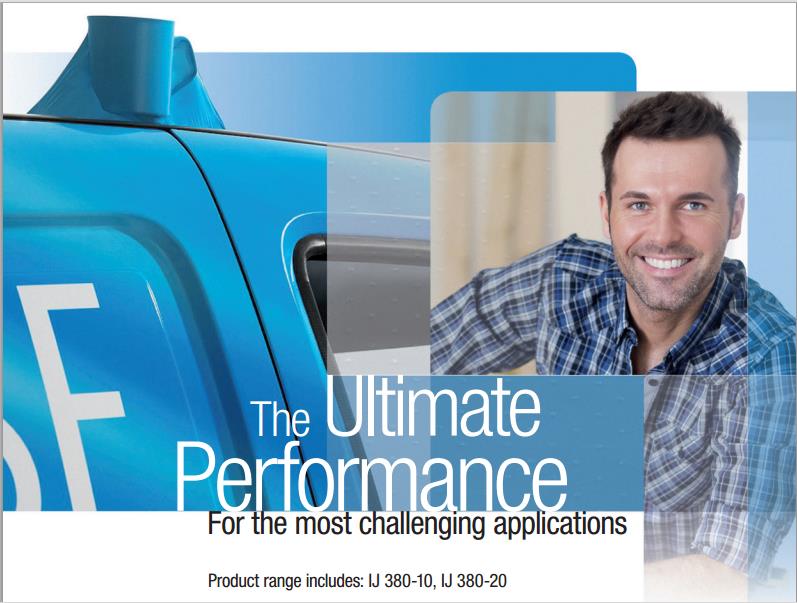 F
The Ultimate
Performance
For the most challenging applications
Product range includes: IJ 380-10, IJ 380-20